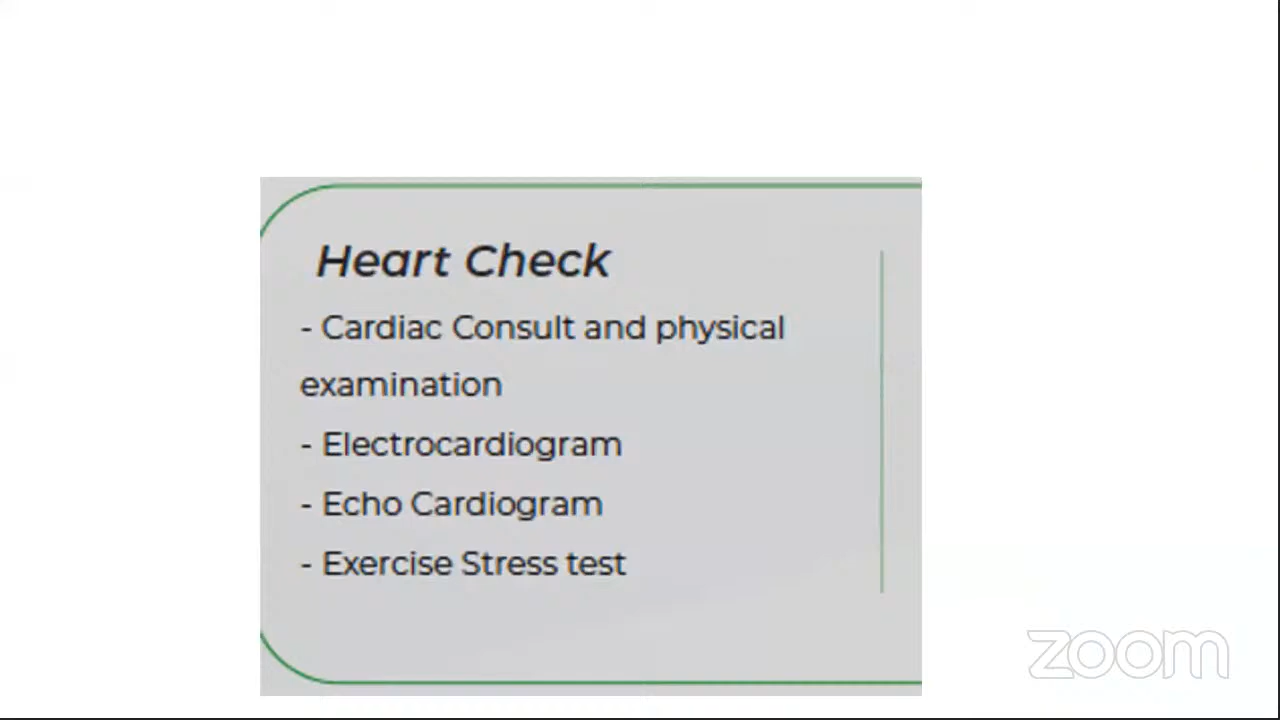 Heart Check
- Cardiac Consult and physical
examination
- Electrocardiogram
- Echo Cardiogram
- Exercise Stress test
zoom